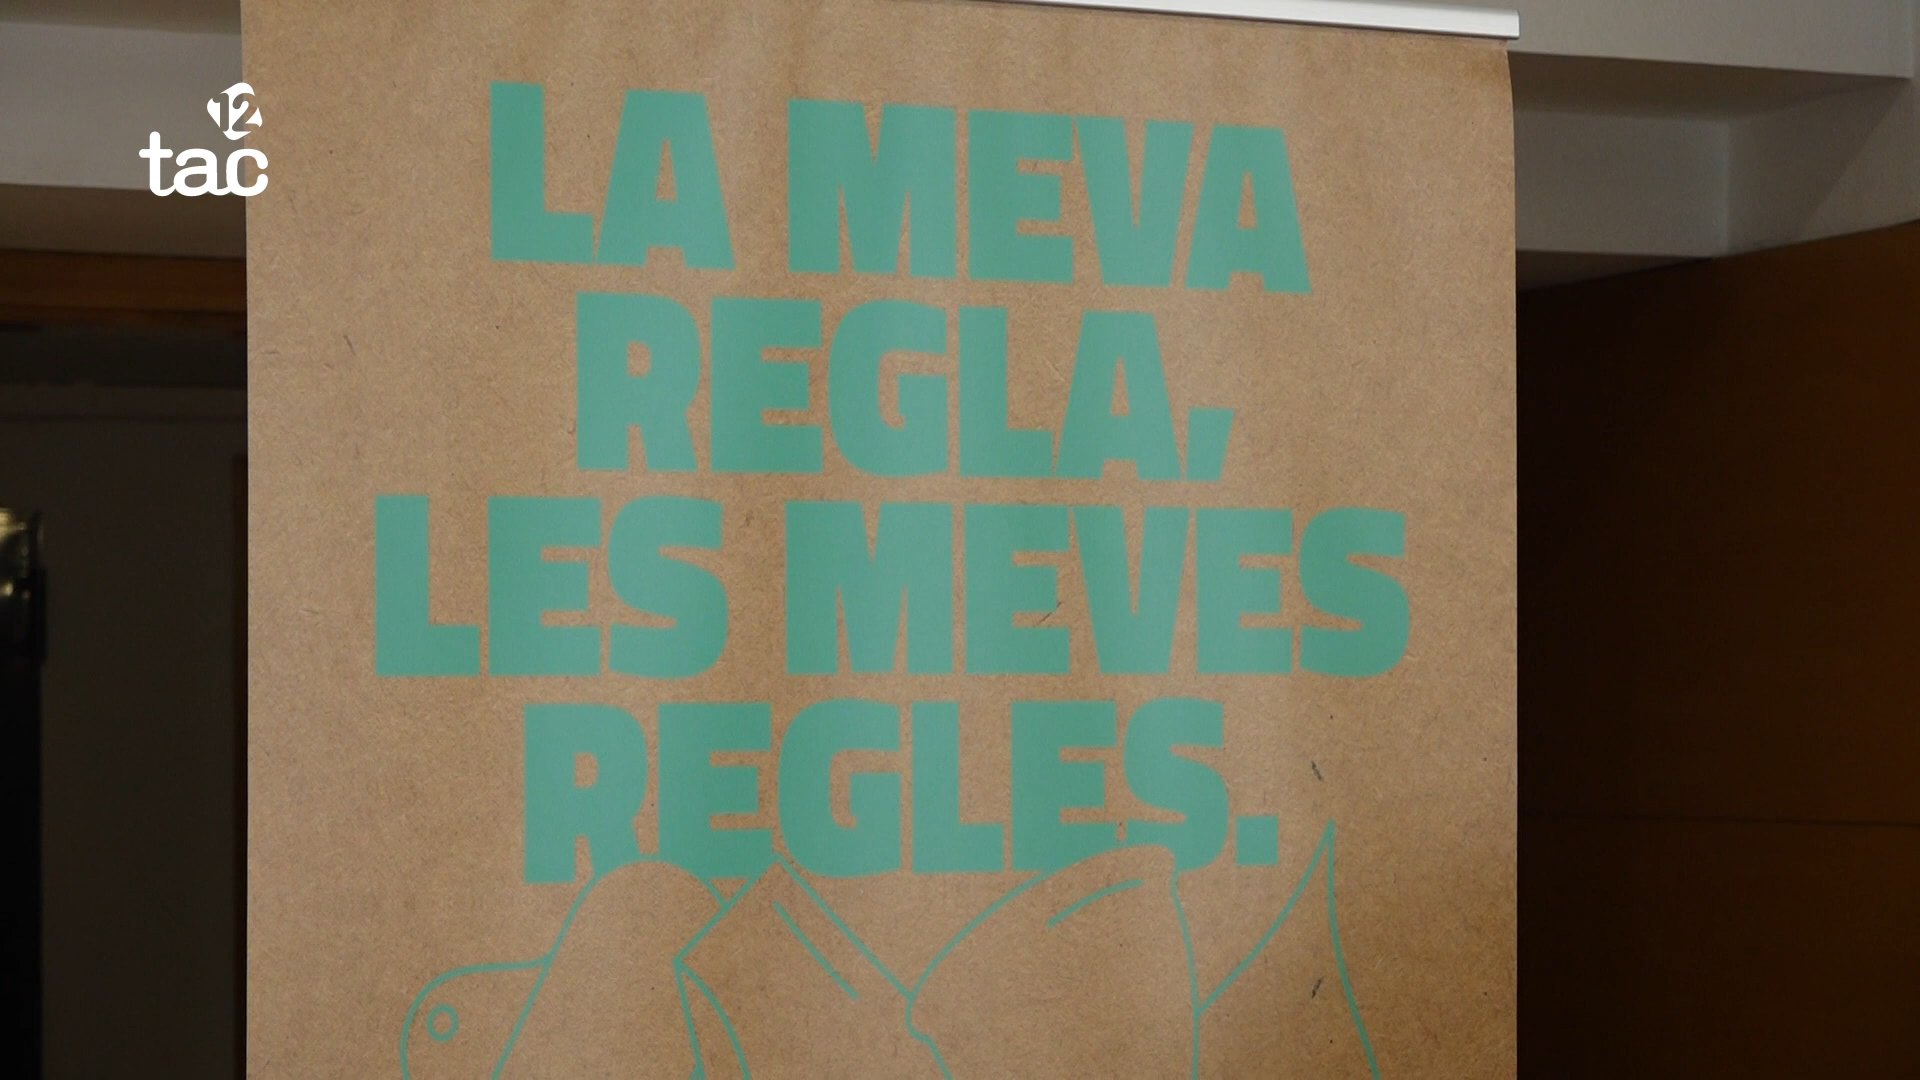 12
tac
LA MEVA
REGLA,
LES MEVES
REGLES.